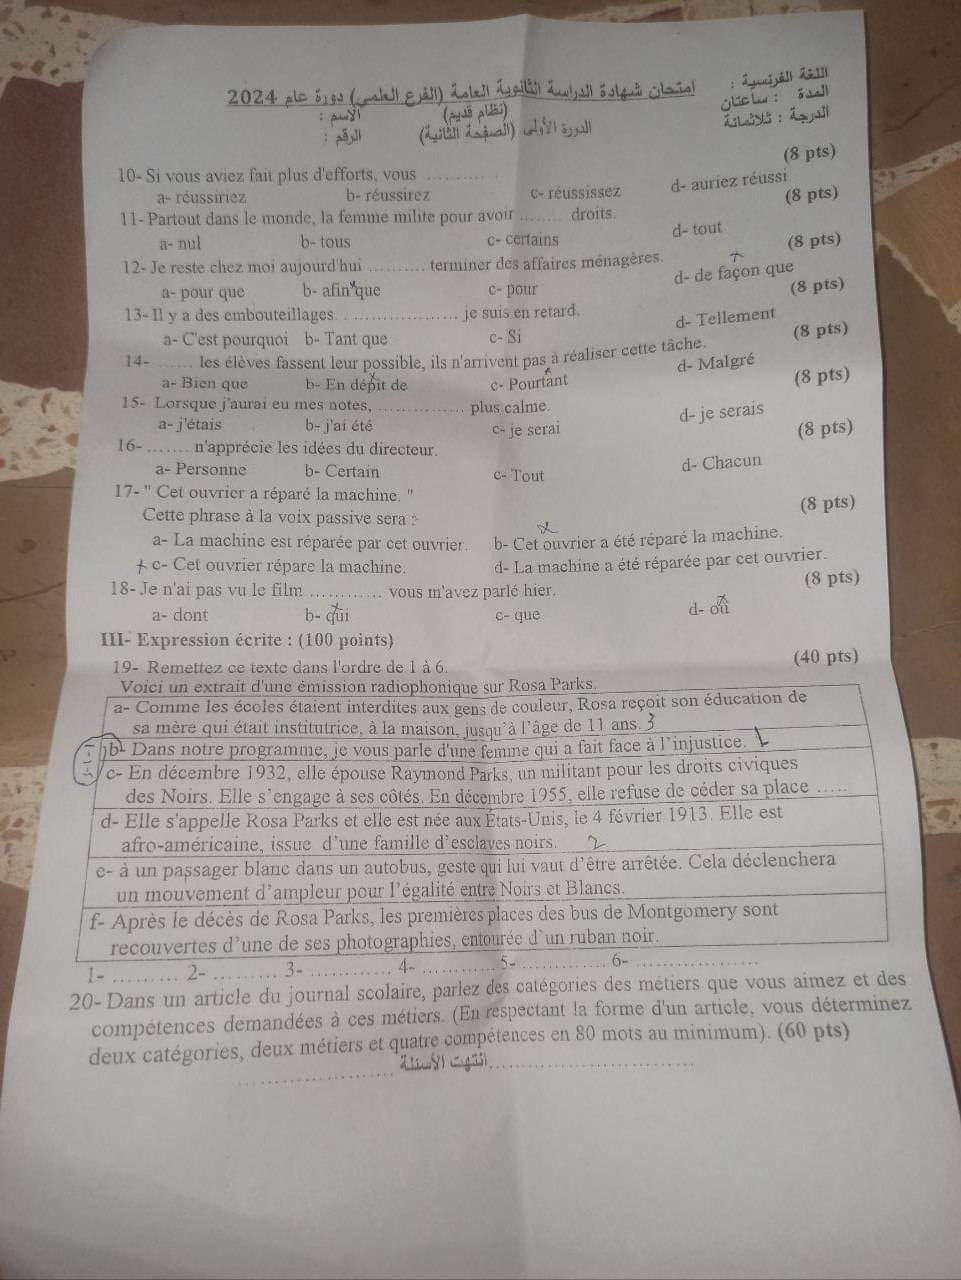 امتحان شهادة الدراسة الثانوية العامة (الفرع العلمي) دورة عام 2024
(نظام قديم)
الدورة الأولى (الصفحة الثانية)
اللغة الفرنسية :
المدة : ساعتان
الدرجة : ثلاثمائة
الاسم :
الرقم :
10- Si vous aviez fait plus d'efforts, vous .......... (8 pts)
a- réussiriez b- réussirez c- réussissez d- auriez réussi
11- Partout dans le monde, la femme milite pour avoir ........ droits. (8 pts)
a- nul b- tous c- certains d- tout
12- Je reste chez moi aujourd'hui .......... terminer des affaires ménagères. (8 pts)
a- pour que b- afin que c- pour d- de façon que
13- Il y a des embouteillages. ..................... je suis en retard. (8 pts)
a- C'est pourquoi b- Tant que c- Si d- Tellement
14- ...... les élèves fassent leur possible, ils n'arrivent pas à réaliser cette tâche. (8 pts)
a- Bien que b- En dépit de c- Pourtant d- Malgré
15- Lorsque j'aurai eu mes notes, ................ plus calme. (8 pts)
a- j'étais b- j'ai été c- je serai d- je serais
16- ....... n'apprécie les idées du directeur. (8 pts)
a- Personne b- Certain c- Tout d- Chacun
17- " Cet ouvrier a réparé la machine. "
Cette phrase à la voix passive sera : (8 pts)
a- La machine est réparée par cet ouvrier. b- Cet ouvrier a été réparé la machine.
c- Cet ouvrier répare la machine. d- La machine a été réparée par cet ouvrier.
18- Je n'ai pas vu le film ............. vous m'avez parlé hier. (8 pts)
a- dont b- qui c- que d- où
III- Expression écrite : (100 points)
19- Remettez ce texte dans l'ordre de 1 à 6. (40 pts)
Voici un extrait d'une émission radiophonique sur Rosa Parks.
a- Comme les écoles étaient interdites aux gens de couleur, Rosa reçoit son éducation de
sa mère qui était institutrice, à la maison, jusqu'à l'âge de 11 ans. 3
b- Dans notre programme, je vous parle d'une femme qui a fait face à l'injustice. 1
c- En décembre 1932, elle épouse Raymond Parks, un militant pour les droits civiques
des Noirs. Elle s'engage à ses côtés. En décembre 1955, elle refuse de céder sa place .....
d- Elle s'appelle Rosa Parks et elle est née aux États-Unis, le 4 février 1913. Elle est
afro-américaine, issue d'une famille d'esclaves noirs. 2
e- à un passager blanc dans un autobus, geste qui lui vaut d'être arrêtée. Cela déclenchera
un mouvement d'ampleur pour l'égalité entre Noirs et Blancs.
f- Après le décès de Rosa Parks, les premières places des bus de Montgomery sont
recouvertes d'une de ses photographies, entourée d'un ruban noir.
1- .......... 2- .......... 3- ............ 4- ........... 5- ............. 6- ...................
20- Dans un article du journal scolaire, parlez des catégories des métiers que vous aimez et des
compétences demandées à ces métiers. (En respectant la forme d'un article, vous déterminez
deux catégories, deux métiers et quatre compétences en 80 mots au minimum). (60 pts)
انتهت الأسئلة